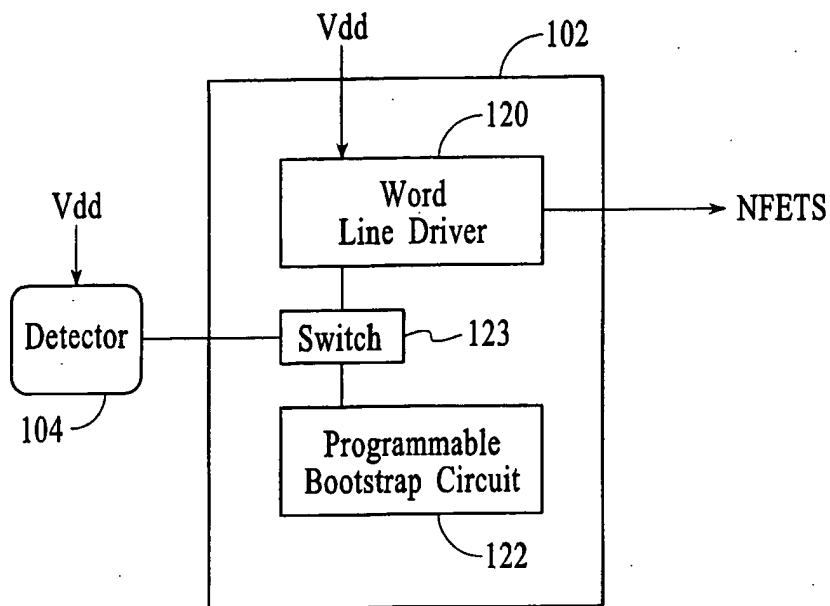 Vdd
102
120
Word
Line Driver
NFETS
Vdd
Detector
Switch
123
104
Programmable
Bootstrap Circuit
122